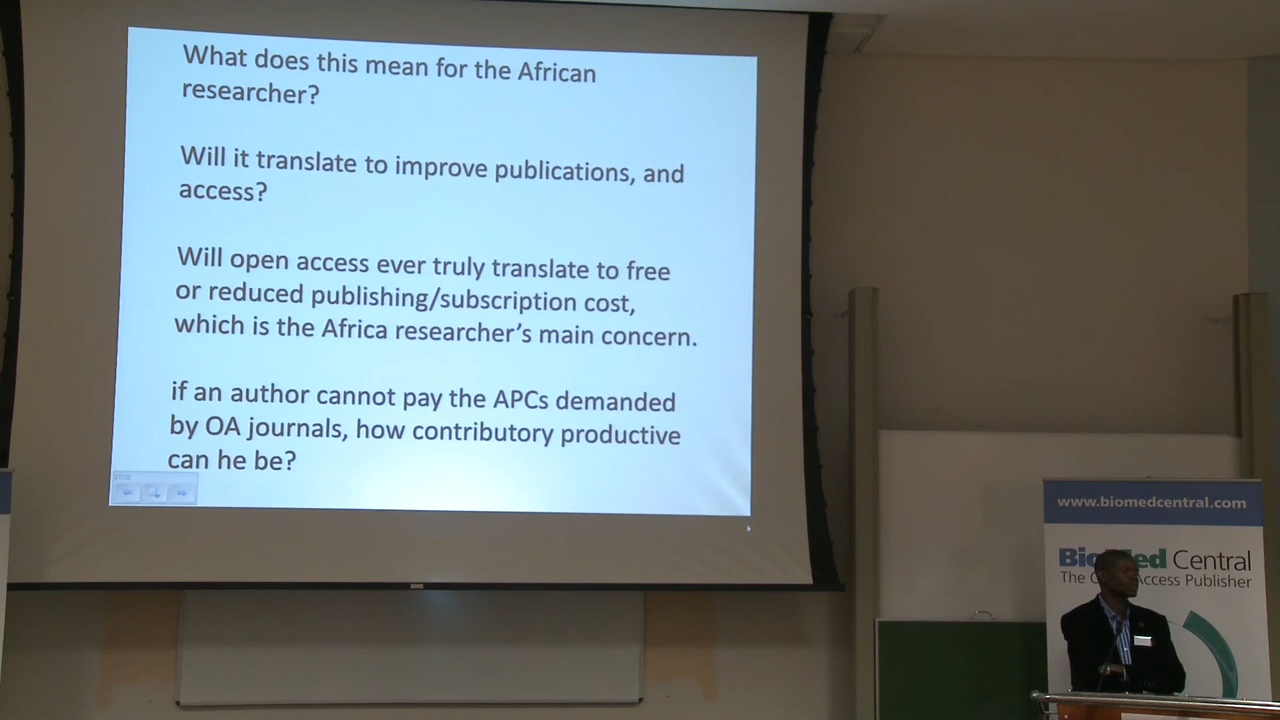 What does this mean for the African
researcher?
Will it translate to improve publications, and
access?
Will open access ever truly translate to free
or reduced publishing/subscription cost,
which is the Africa researcher's main concern.
if an author cannot pay the APCs demanded
by OA journals, how contributory productive
can he be?
www.biomedcentral.com
Central
The Access Publisher